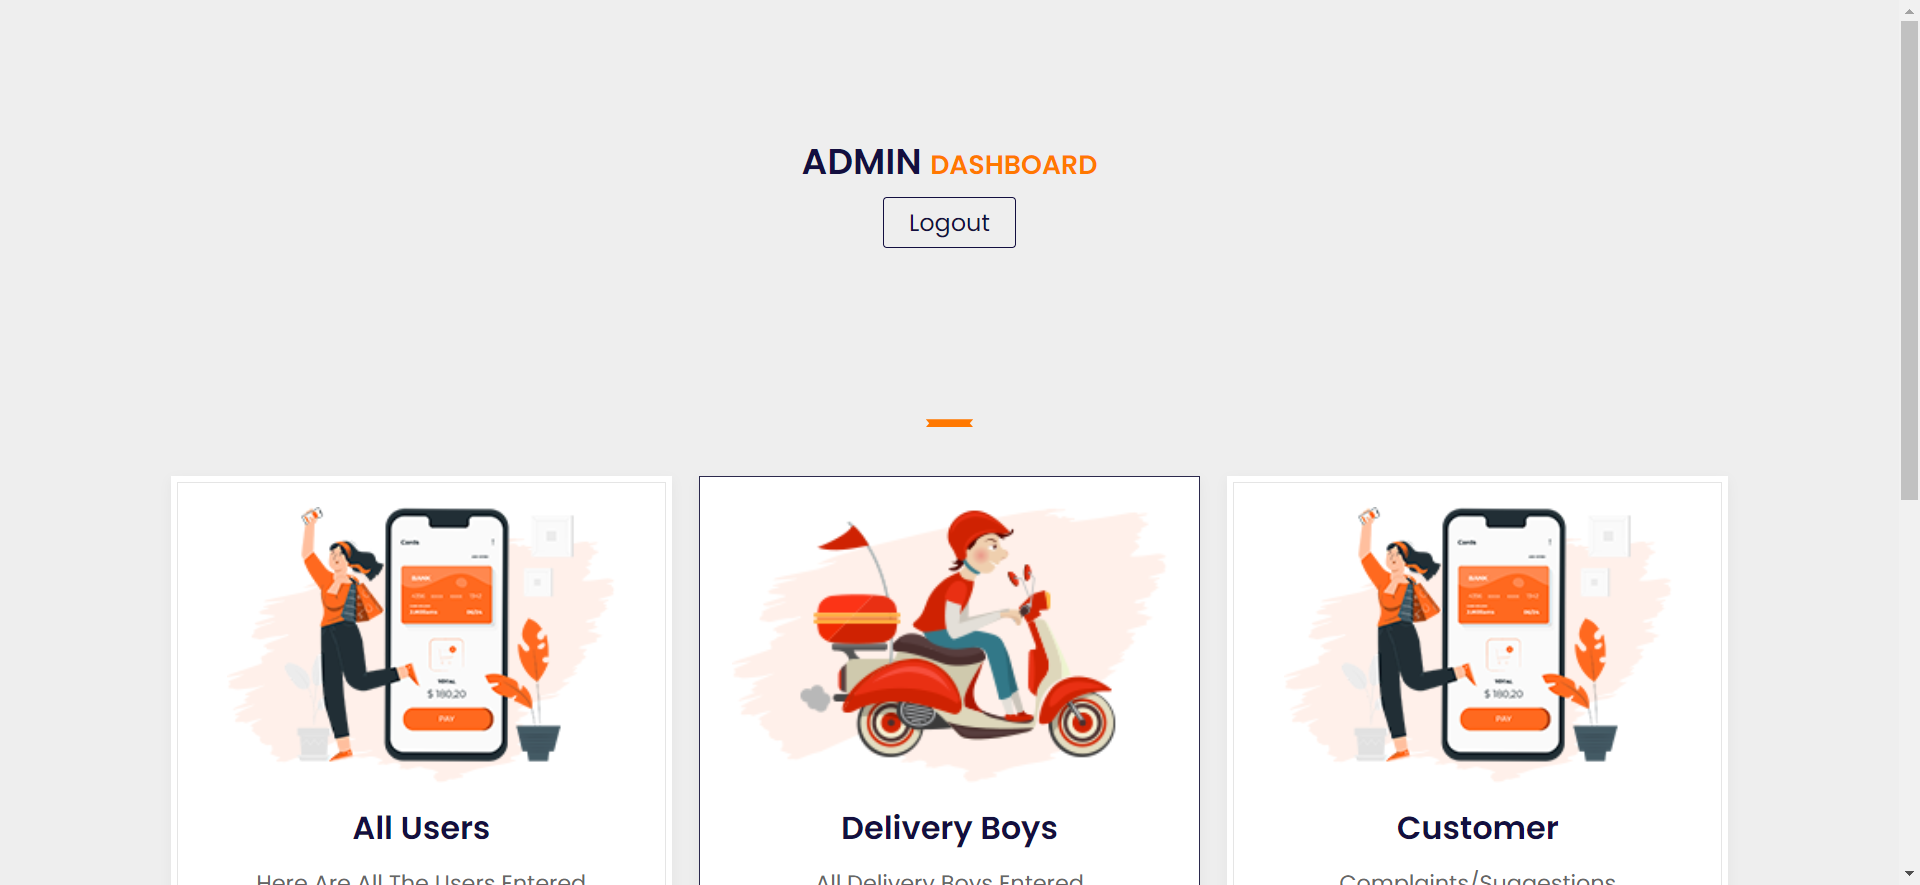 ADMIN DASHBOARD
Logout
Cards
BANK
$ 180,20
PAY
Cards
BANK
$ 180,20
PAY
All Users
Delivery Boys
Customer
Here Are All The Users Entered
All Delivery Boys Entered
Complaints/Suggestions